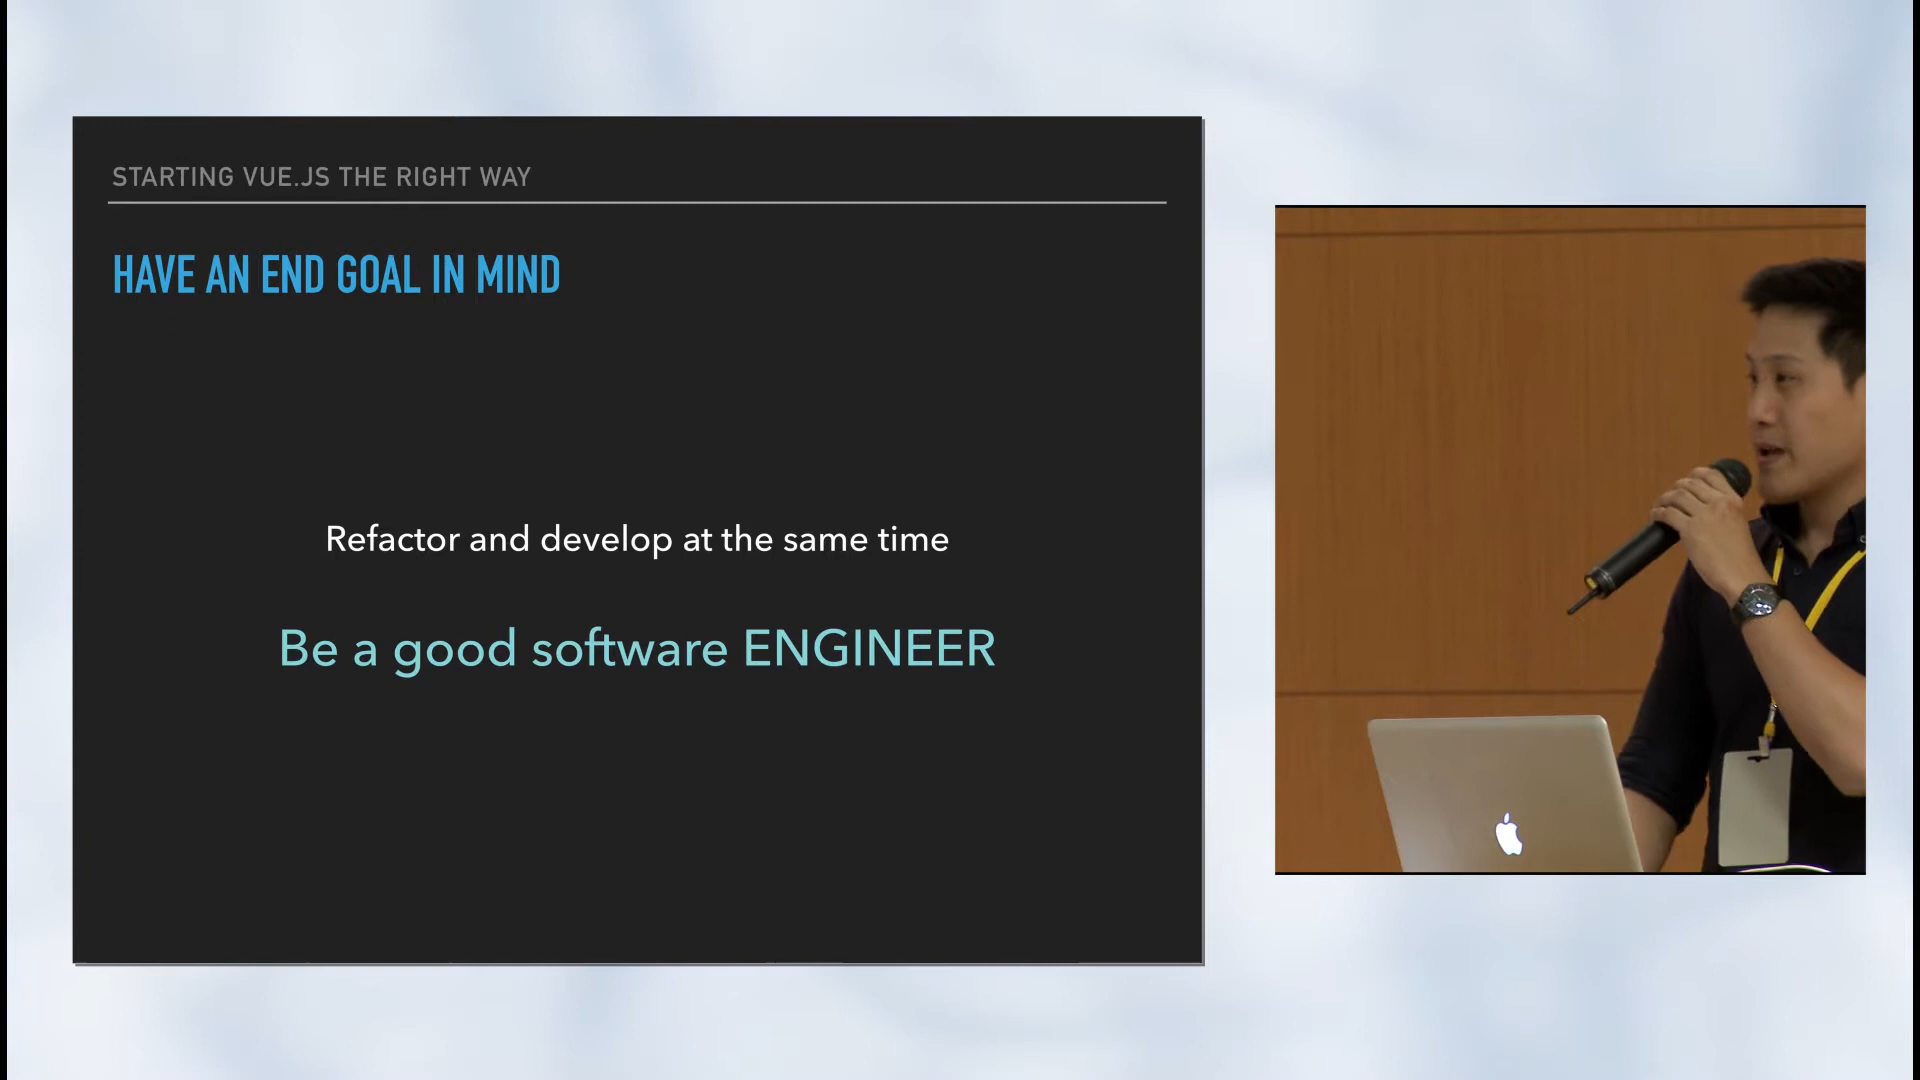 STARTING VUE.JS THE RIGHT WAY
HAVE AN END GOAL IN MIND
Refactor and develop at the same time
Be a good software ENGINEER